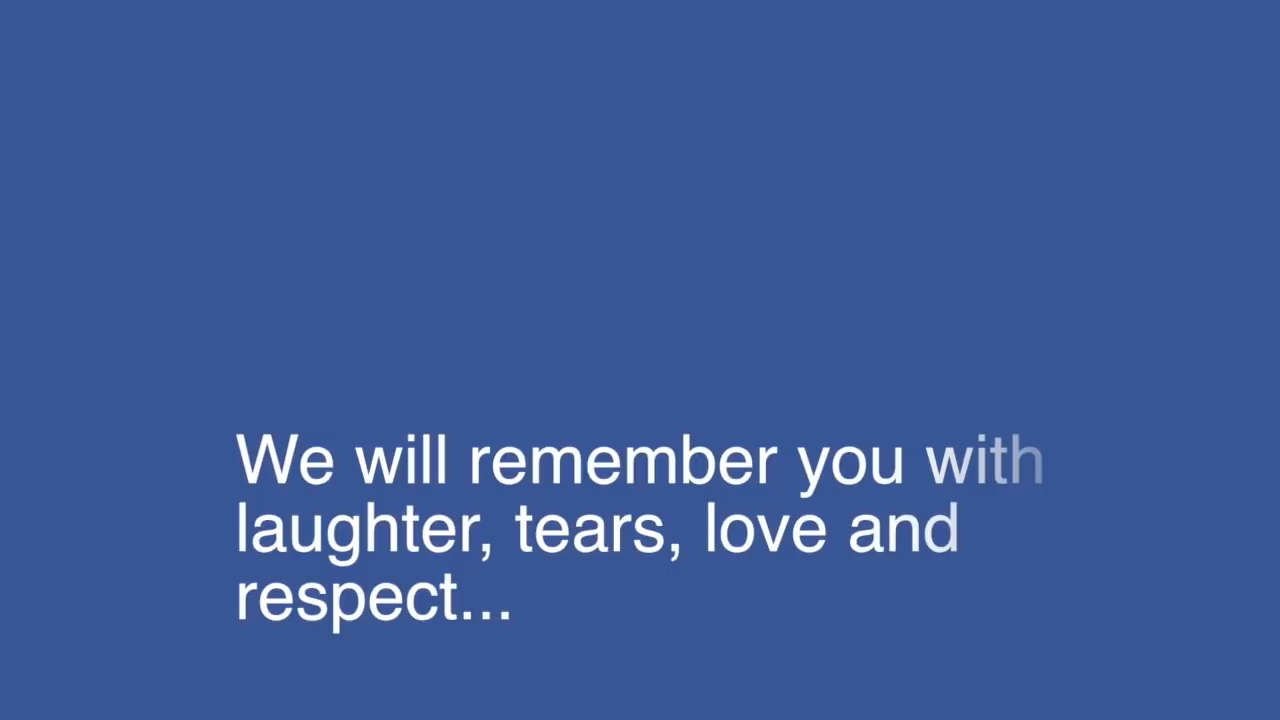 We will remember you with
laughter, tears, love and
respect...